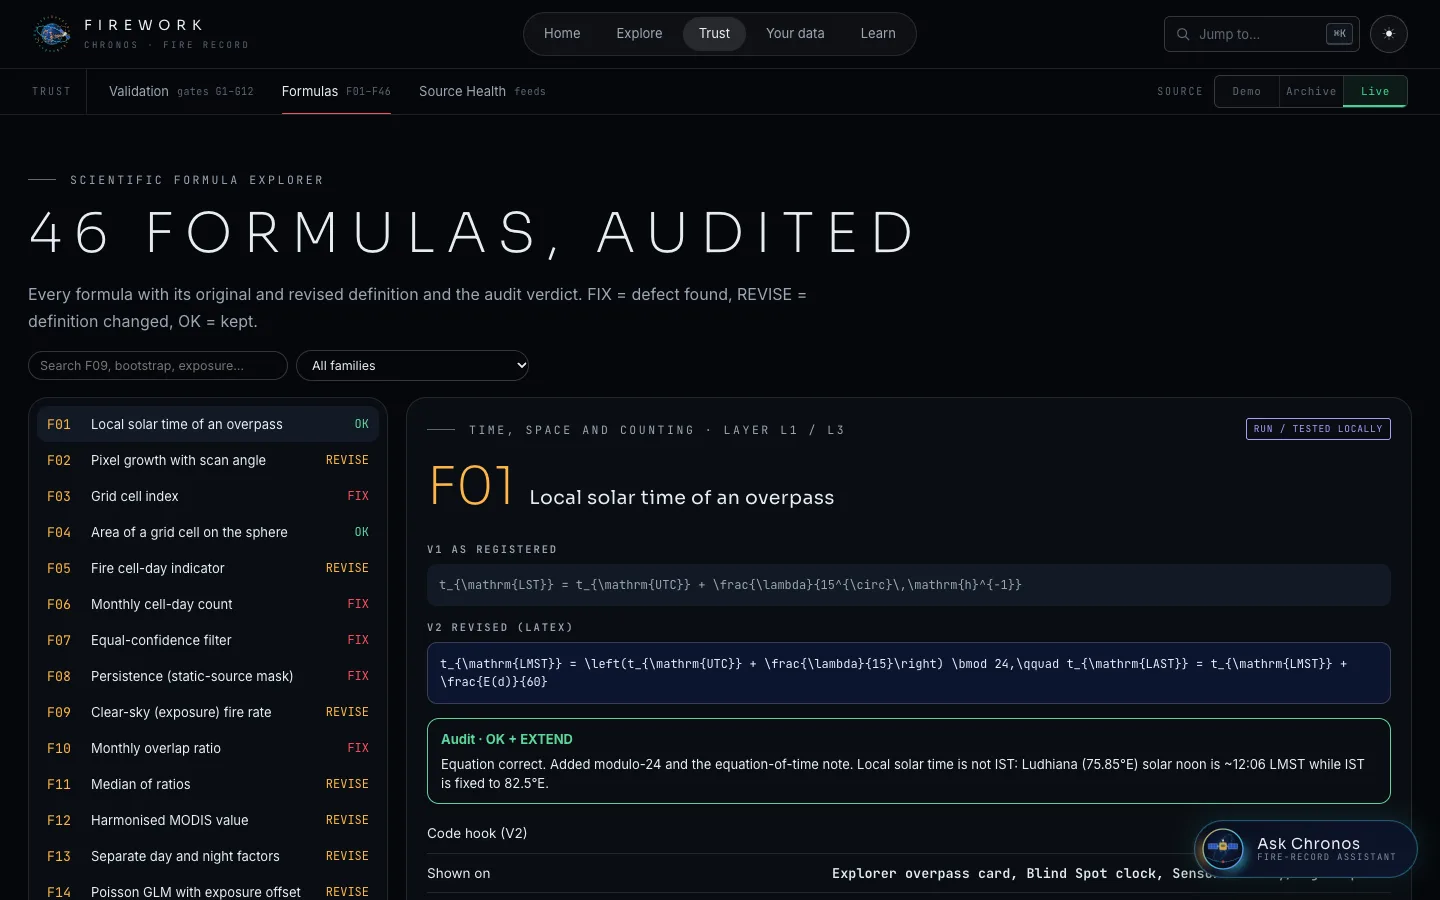 FIREWORK
CHRONOS · FIRE RECORD
Home
Explore
Trust
Your data
Learn
Jump to...
⌘K
TRUST
Validation gates G1–G12
Formulas F01–F46
Source Health feeds
SOURCE
Demo
Archive
Live
SCIENTIFIC FORMULA EXPLORER
46 FORMULAS, AUDITED
Every formula with its original and revised definition and the audit verdict. FIX = defect found, REVISE =
definition changed, OK = kept.
Search F09, bootstrap, exposure...
All families
F01 Local solar time of an overpass OK
F02 Pixel growth with scan angle REVISE
F03 Grid cell index FIX
F04 Area of a grid cell on the sphere OK
F05 Fire cell-day indicator REVISE
F06 Monthly cell-day count FIX
F07 Equal-confidence filter FIX
F08 Persistence (static-source mask) FIX
F09 Clear-sky (exposure) fire rate REVISE
F10 Monthly overlap ratio FIX
F11 Median of ratios REVISE
F12 Harmonised MODIS value REVISE
F13 Separate day and night factors REVISE
F14 Poisson GLM with exposure offset REVISE
TIME, SPACE AND COUNTING · LAYER L1 / L3
RUN / TESTED LOCALLY
F01 Local solar time of an overpass
V1 AS REGISTERED
t_{\mathrm{LST}} = t_{\mathrm{UTC}} + \frac{\lambda}{15^{\circ}\,\mathrm{h}^{-1}}
V2 REVISED (LATEX)
t_{\mathrm{LMST}} = \left(t_{\mathrm{UTC}} + \frac{\lambda}{15}\right) \bmod 24,\qquad t_{\mathrm{LAST}} = t_{\mathrm{LMST}} +
\frac{E(d)}{60}
Audit · OK + EXTEND
Equation correct. Added modulo-24 and the equation-of-time note. Local solar time is not IST: Ludhiana (75.85°E) solar noon is ~12:06 LMST while IST
is fixed to 82.5°E.
Code hook (V2)
Shown on
Explorer overpass card, Blind Spot clock,
Ask Chronos
FIRE-RECORD ASSISTANT